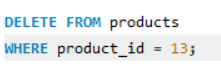 DELETE FROM products
WHERE product_id = 13;